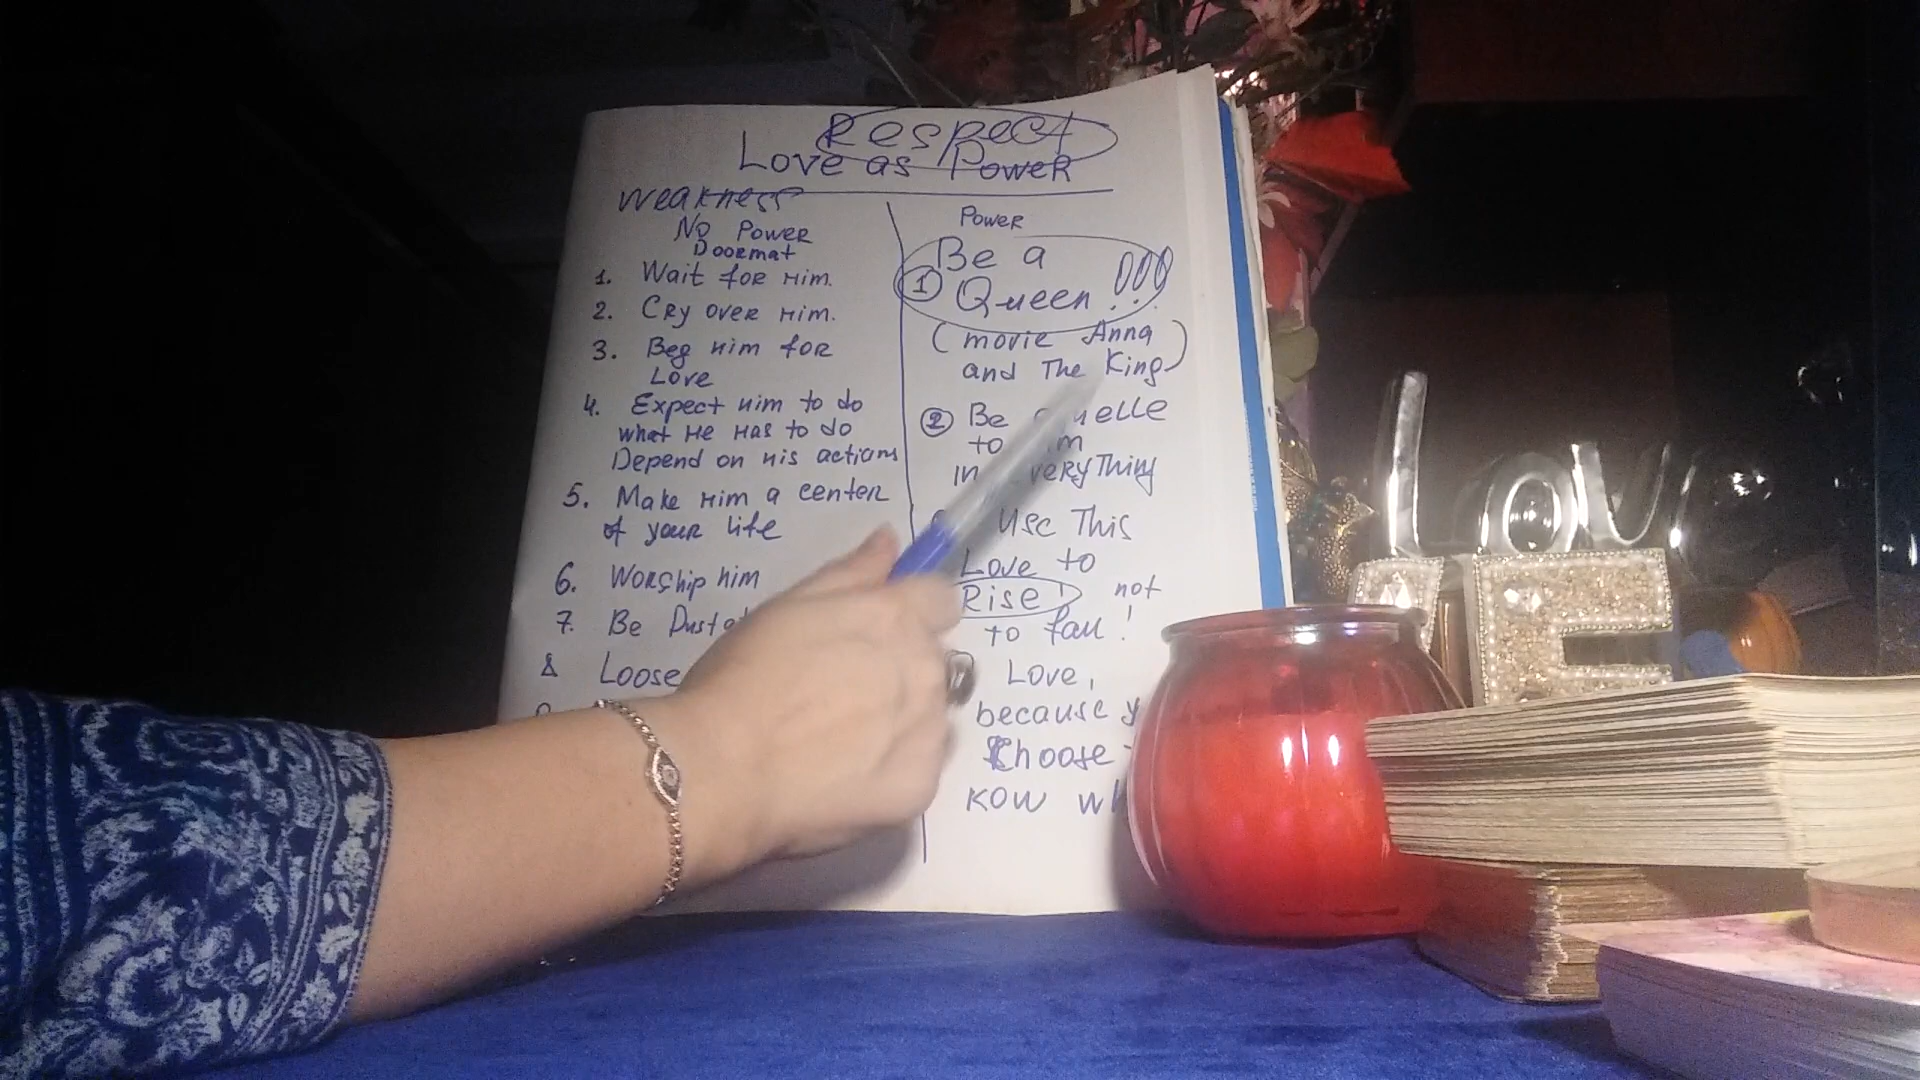 Respect
Love as Power
Weakness
No Power
Doormat
1. Wait for Him.
2. Cry over Him.
3. Beg him for
Love
4. Expect him to do
what He Has to do
Depend on his actions
5. Make Him a center
of your life
6. Worship him
7. Be
8 Loose
Power
Be a
1 Queen !!!
(movie Anna
and The King)
2 Be
to
in
Use This
Love to
Rise! not
to fall!
Love,
because
Choose
kow
LOV
E